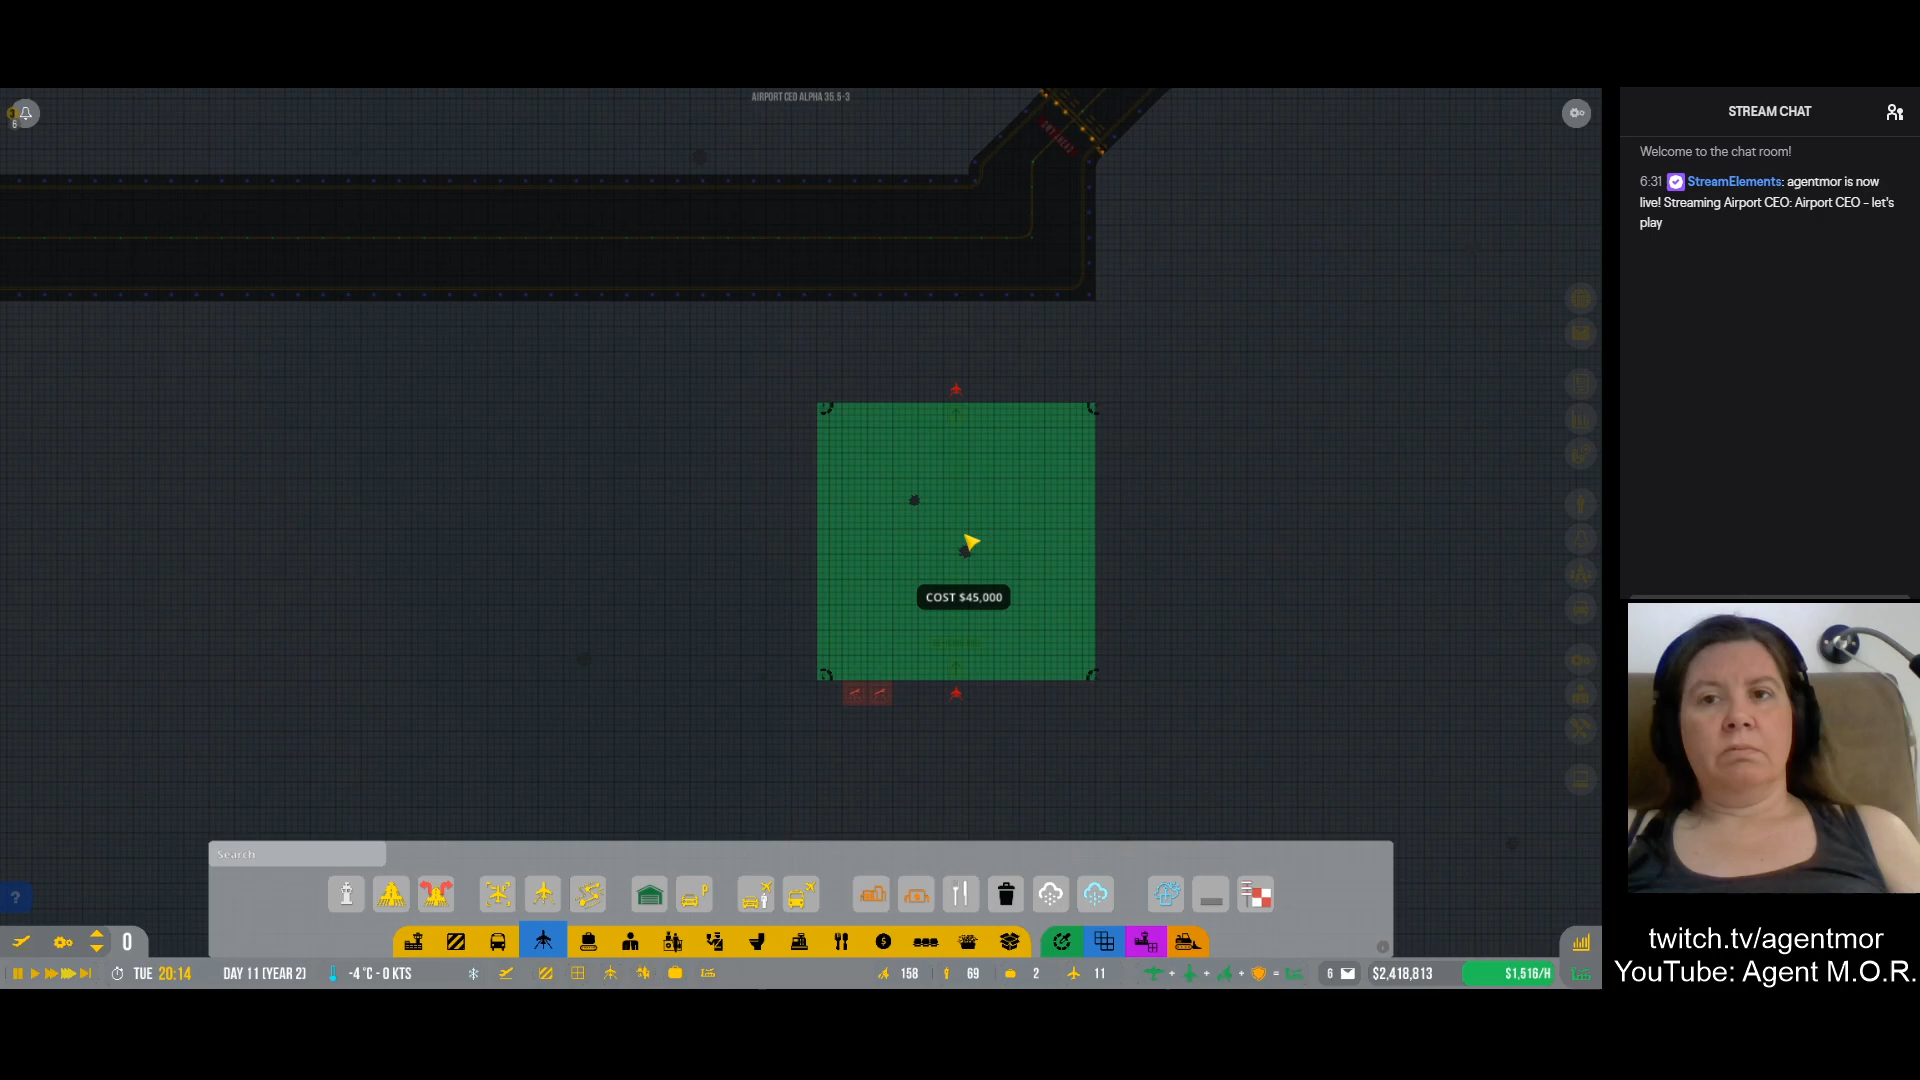 AIRPORT CEO ALPHA 35.5-3
6
COST $45,000
Search
?
0
P
TUE 20:14
DAY 11 (YEAR 2)
-4 °C - 0 KTS
158
69
2
11
+ + + =
6
$2,418,813
$1,516/H
STREAM CHAT
Welcome to the chat room!
6:31 StreamElements: agentmor is now
live! Streaming Airport CEO: Airport CEO - let's
play
twitch.tv/agentmor
YouTube: Agent M.O.R.